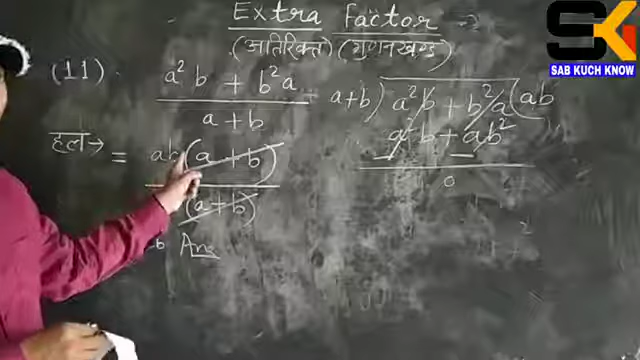 Extra Factor
(अतिरिक्त) (गुणनखण्ड)
(11). a²b + b²a
a + b
a+b) a²b + b²a (ab
a²b + ab²
0
हल→ = ab(a + b)
(a + b)
b Ans
SK
SAB KUCH KNOW